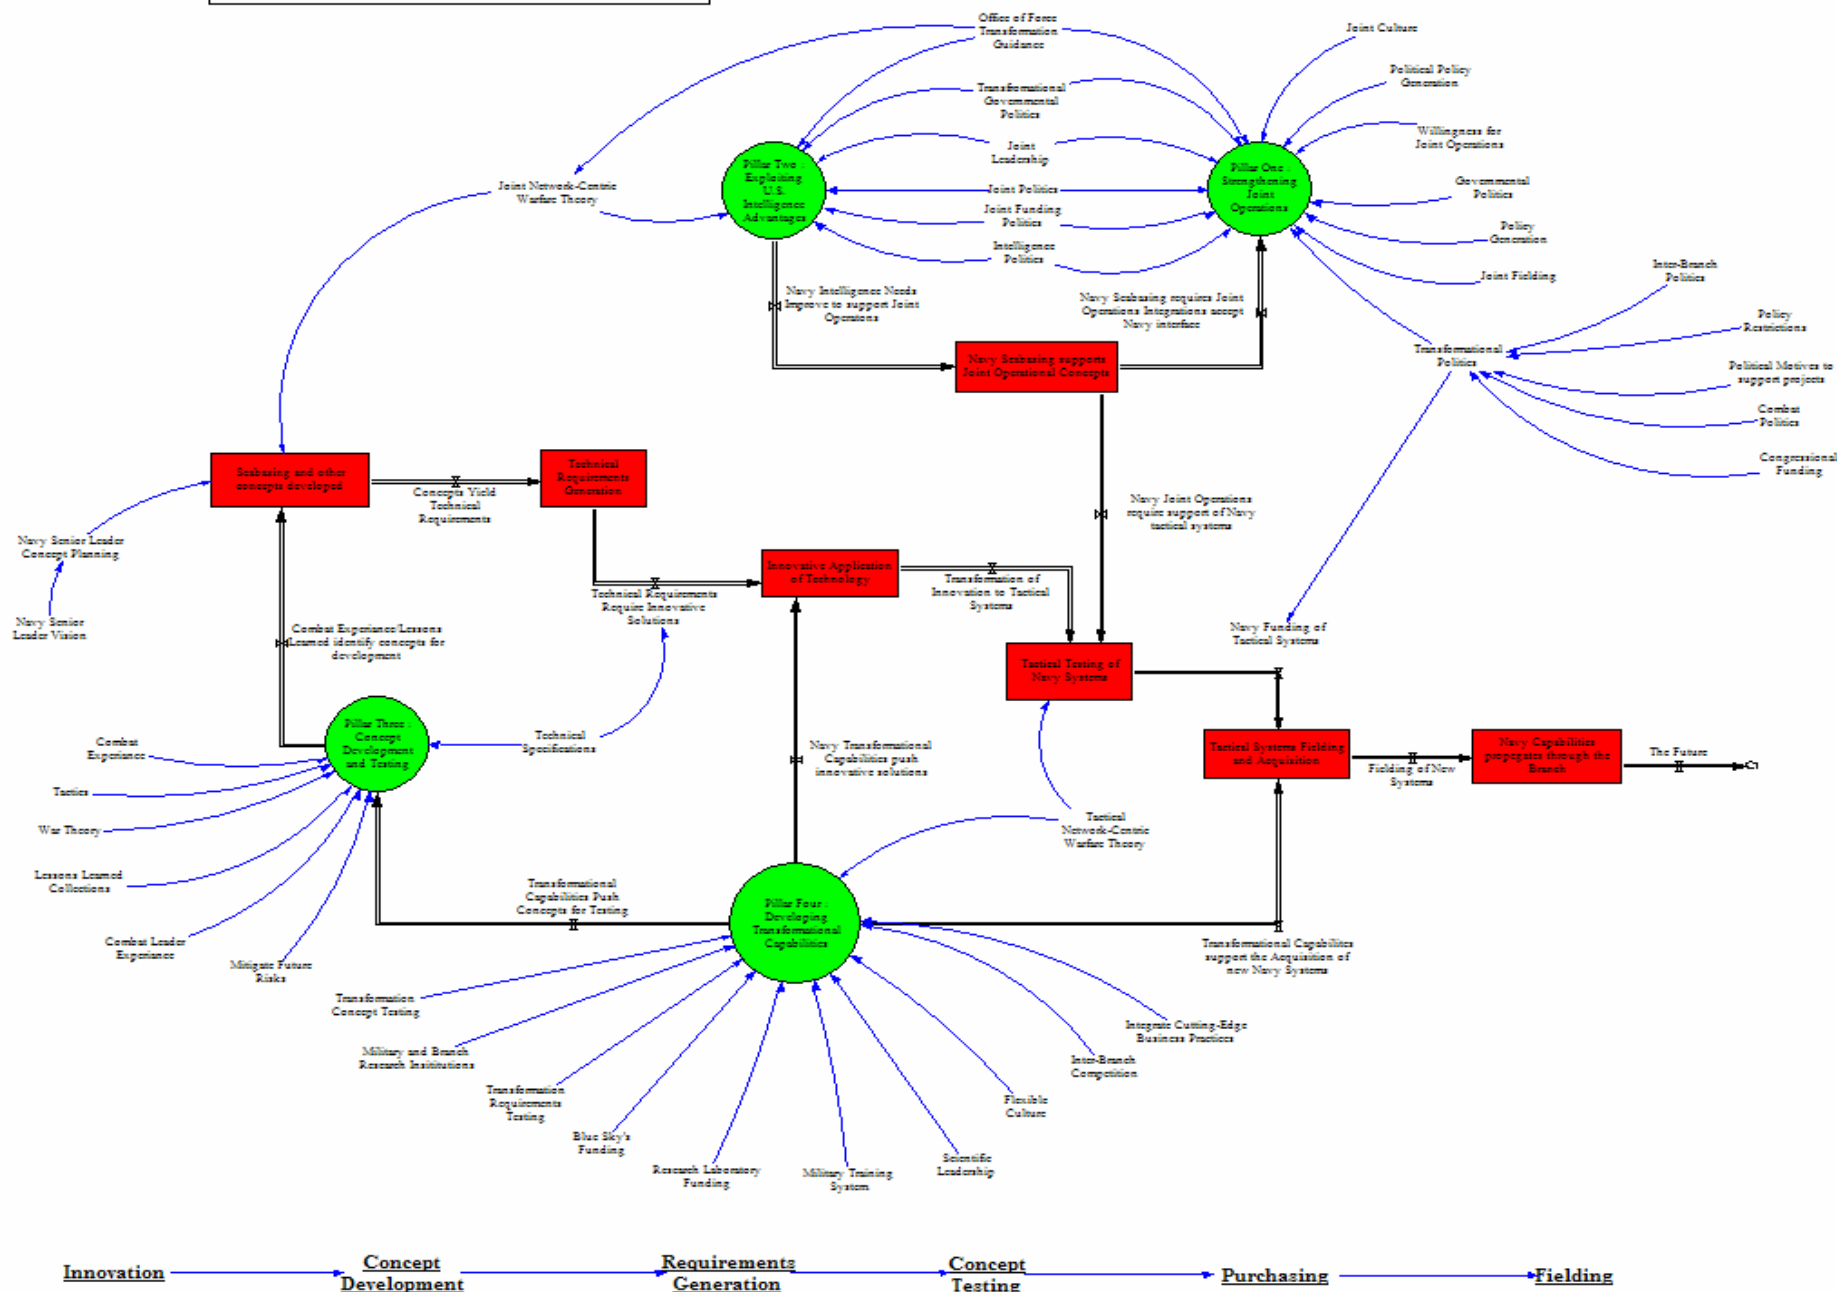 Office of Force
Transformation
Guidance
Joint Culture
Political Policy
Generation
Transfromational
Governmental
Politics
Willingness for
Joint Operations
Joint
Leadership
Pillar Two :
Exploiting
U.S.
Intelligence
Advantages
Pillar One :
Strengthening
Joint
Operations
Joint Network-Centric
Warfare Theory
Joint Politics
Governmental
Politics
Joint Funding
Politics
Policy
Generation
Intelligence
Politics
Joint Fielding
Inter-Branch
Politics
Navy Intelligence Needs
Improve to support Joint
Operatons
Navy Seabasing requires Joint
Operations Integrations accept
Navy interface
Policy
Restrictions
Transformational
Politics
Navy Seabasing supports
Joint Operational Concepts
Political Motives to
support projects
Combat
Politics
Congressional
Funding
Seabasing and other
concepts developed
Technical
Requirements
Generation
Concepts Yield
Technical
Requirements
Navy Joint Operations
require support of Navy
tactical systems
Navy Senior Leader
Concept Planning
Innovative Application
of Technology
Technical Requirements
Require Innovative
Solutions
Transformation of
Innovation to Tactical
Systems
Navy Senior
Leader Vision
Combat Experiance/Lessons
Learned identify concepts for
development
Navy Funding of
Tactical Systems
Tactical Testing of
Navy Systems
Pillar Three :
Concept
Development
and Testing
Technical
Specifications
Combat
Experiance
Navy Transformational
Capabilities push
innovative solutions
Tactical Systems Fielding
and Acquisition
Fielding of New
Systems
Navy Capabilities
propegates through the
Branch
The Future
Tactics
War Theory
Tactical
Network-Centric
Warfare Theory
Lessons Learned
Collections
Transformational
Capabilities Push
Concepts for Testing
Pillar Four :
Developing
Transformational
Capabilities
Combat Leader
Experiance
Mitigate Future
Risks
Transformational Capabilites
support the Acquisition of
new Navy Systems
Transformation
Concept Testing
Integrate Cutting-Edge
Business Practices
Military and Branch
Research Insititutions
Inter-Branch
Competition
Transformation
Requirements
Testing
Flexible
Culture
Blue Sky's
Funding
Research Laboratory
Funding
Military Training
System
Scientific
Leadership
Innovation
Concept
Development
Requirements
Generation
Concept
Testing
Purchasing
Fielding